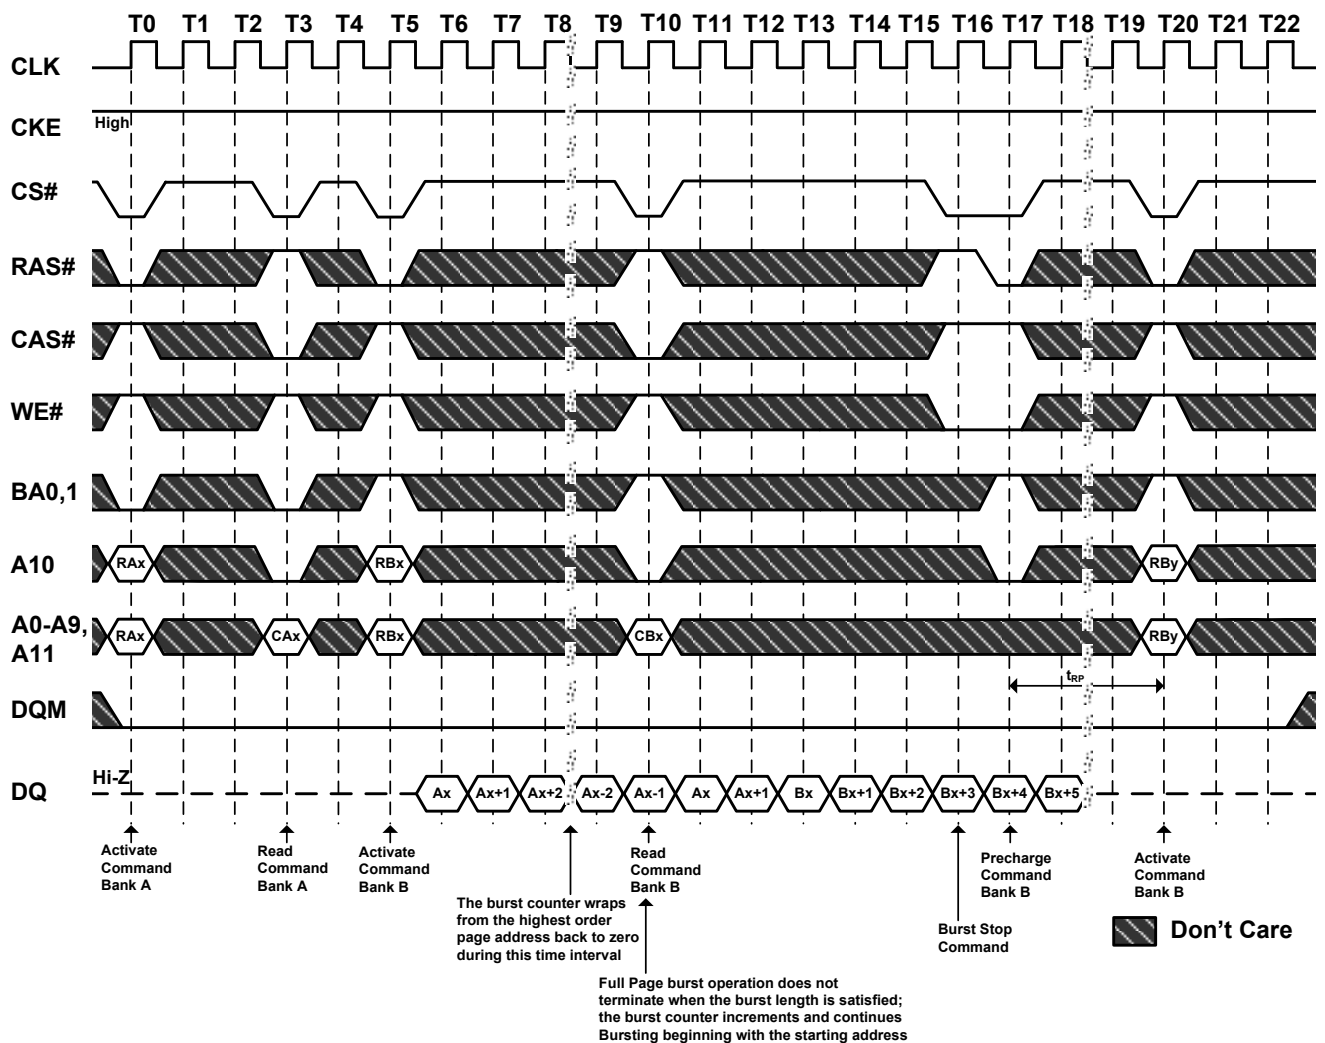 T0 T1 T2 T3 T4 T5 T6 T7 T8 T9 T10 T11 T12 T13 T14 T15 T16 T17 T18 T19 T20 T21 T22
CLK
CKE
High
CS#
RAS#
CAS#
WE#
BA0,1
A10
RAx RBx RBy
A0-A9,
A11
RAx CAx RBx CBx RBy
tRP
DQM
Hi-Z
DQ
Ax Ax+1 Ax+2 Ax-2 Ax-1 Ax Ax+1 Bx Bx+1 Bx+2 Bx+3 Bx+4 Bx+5
Activate
Command
Bank A
Read
Command
Bank A
Activate
Command
Bank B
The burst counter wraps
from the highest order
page address back to zero
during this time interval
Read
Command
Bank B
Full Page burst operation does not
terminate when the burst length is satisfied;
the burst counter increments and continues
Bursting beginning with the starting address
Burst Stop
Command
Precharge
Command
Bank B
Activate
Command
Bank B
Don't Care